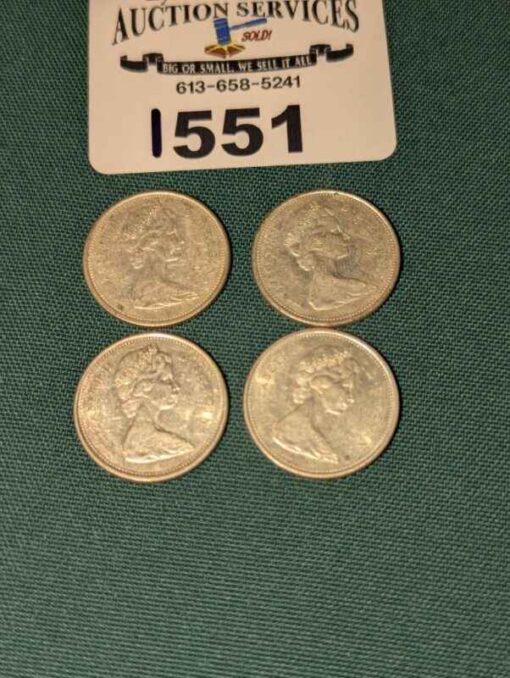 AUCTION SERVICES
SOLD!
BIG OR SMALL, WE SELL IT ALL
613-658-5241
1551